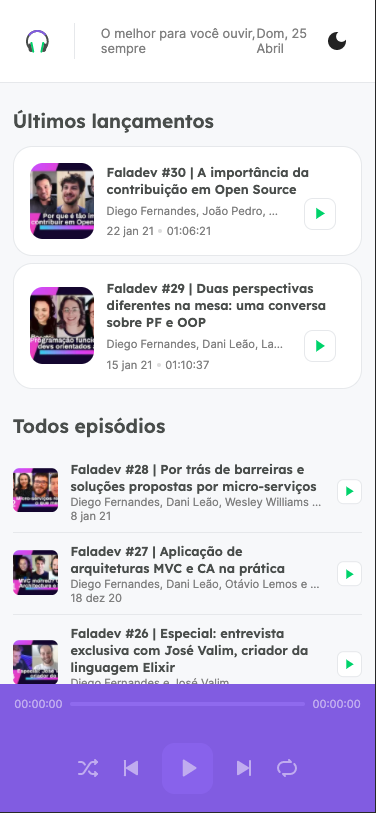 O melhor para você ouvir,
sempre
Dom, 25
Abril
Últimos lançamentos
Faladev #30 | A importância da
contribuição em Open Source
Diego Fernandes, João Pedro, ...
22 jan 21
01:06:21
Por que é tão im
contribuir em Open
Faladev #29 | Duas perspectivas
diferentes na mesa: uma conversa
sobre PF e OOP
Diego Fernandes, Dani Leão, La...
15 jan 21
01:10:37
Programação funcio
devs orientados a
Todos episódios
Faladev #28 | Por trás de barreiras e
soluções propostas por micro-serviços
Diego Fernandes, Dani Leão, Wesley Williams ...
8 jan 21
Faladev #27 | Aplicação de
arquiteturas MVC e CA na prática
Diego Fernandes, Dani Leão, Otávio Lemos e ...
18 dez 20
Faladev #26 | Especial: entrevista
exclusiva com José Valim, criador da
linguagem Elixir
Diego Fernandes e José Valim
00:00:00
00:00:00